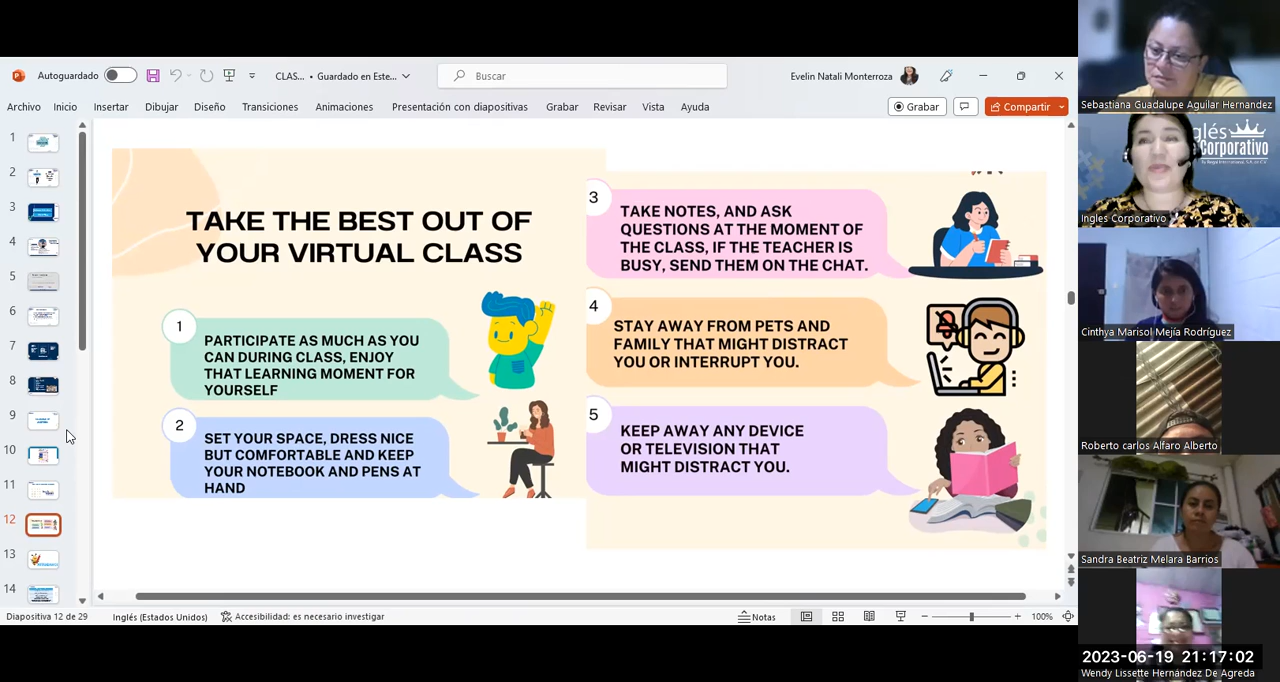 Autoguardado
CLAS... • Guardado en Este...
Buscar
Evelin Natali Monterroza
Archivo Inicio Insertar Dibujar Diseño Transiciones Animaciones Presentación con diapositivas Grabar Revisar Vista Ayuda
Grabar
Compartir
1
2
3
4
5
6
7
8
9
10
11
12
13
14
TAKE THE BEST OUT OF
YOUR VIRTUAL CLASS
1
PARTICIPATE AS MUCH AS YOU
CAN DURING CLASS, ENJOY
THAT LEARNING MOMENT FOR
YOURSELF
2
SET YOUR SPACE, DRESS NICE
BUT COMFORTABLE AND KEEP
YOUR NOTEBOOK AND PENS AT
HAND
3
TAKE NOTES, AND ASK
QUESTIONS AT THE MOMENT OF
THE CLASS, IF THE TEACHER IS
BUSY, SEND THEM ON THE CHAT.
4
STAY AWAY FROM PETS AND
FAMILY THAT MIGHT DISTRACT
YOU OR INTERRUPT YOU.
5
KEEP AWAY ANY DEVICE
OR TELEVISION THAT
MIGHT DISTRACT YOU.
Diapositiva 12 de 29
Inglés (Estados Unidos)
Accesibilidad: es necesario investigar
Notas
100%
Sebastiana Guadalupe Aguilar Hernandez
glés
Corporativo
Ingles Corporativo
Cinthya Marisol Mejía Rodríguez
Roberto carlos Alfaro Alberto
Sandra Beatriz Melara Barrios
2023-06-19 21:17:02
Wendy Lissette Hernández De Agreda